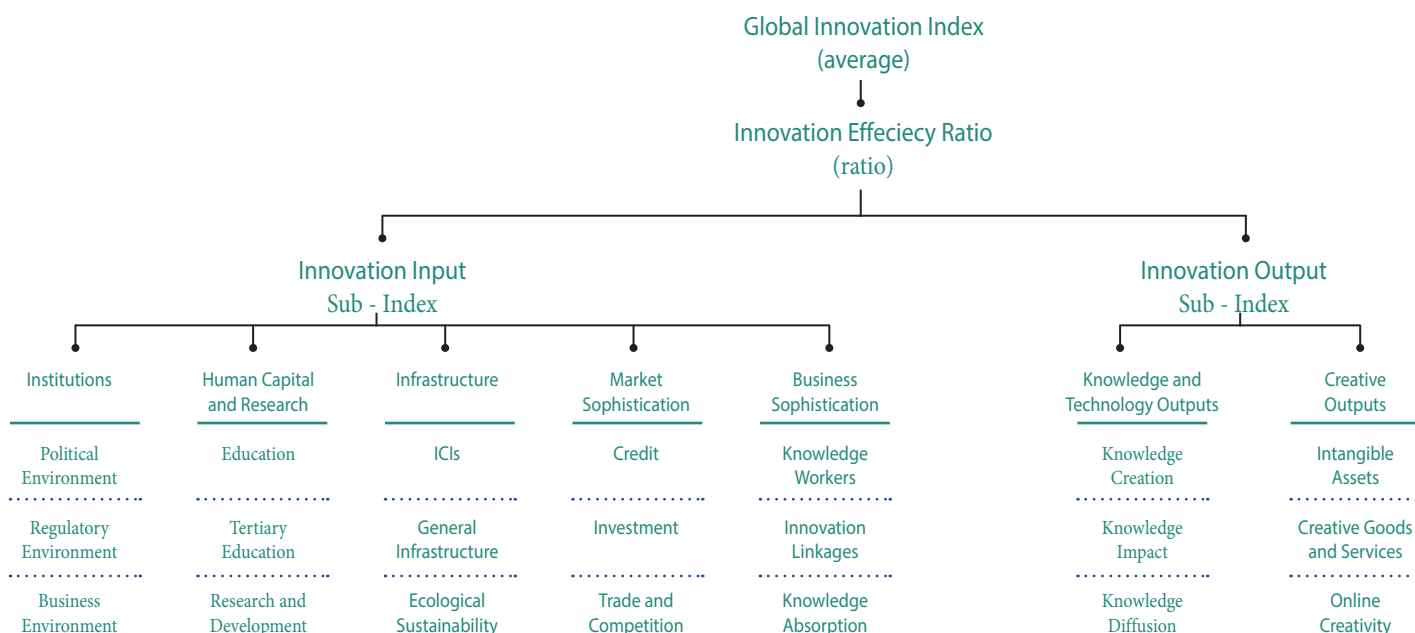 Global Innovation Index
(average)
Innovation Effeciecy Ratio
(ratio)
Innovation Input
Sub - Index
Innovation Output
Sub - Index
Institutions
Human Capital
and Research
Infrastructure
Market
Sophistication
Business
Sophistication
Knowledge and
Technology Outputs
Creative
Outputs
Political
Environment
Education
ICIs
Credit
Knowledge
Workers
Knowledge
Creation
Intangible
Assets
Regulatory
Environment
Tertiary
Education
General
Infrastructure
Investment
Innovation
Linkages
Knowledge
Impact
Creative Goods
and Services
Business
Environment
Research and
Development
Ecological
Sustainability
Trade and
Competition
Knowledge
Absorption
Knowledge
Diffusion
Online
Creativity